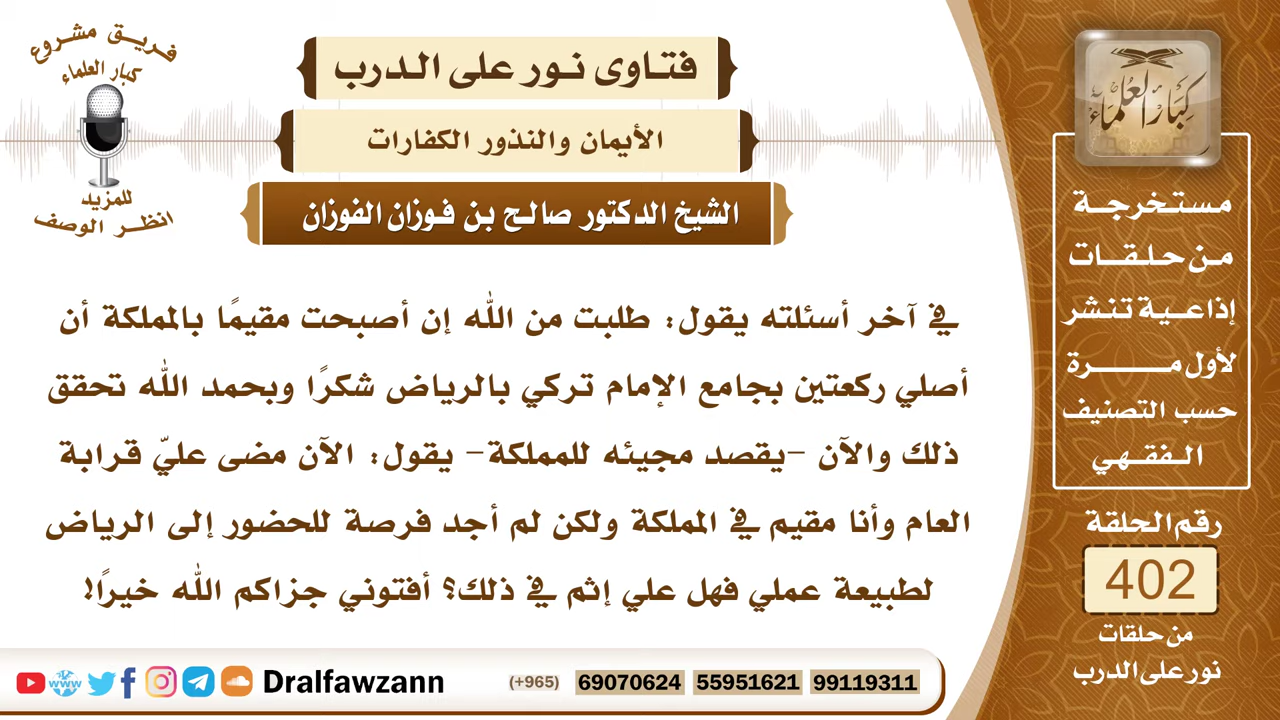 فريق مشروع
كبار العلماء
للمزيد
انظر الوصف
فتاوى نور على الدرب
الأيمان والنذور الكفارات
الشيخ الدكتور صالح بن فوزان الفوزان
في آخر أسئلته يقول: طلبت من الله إن أصبحت مقيمًا بالمملكة أن
أصلي ركعتين بجامع الإمام تركي بالرياض شكرًا وبحمد الله تحقق
ذلك والآن -يقصد مجيئه للمملكة- يقول: الآن مضى عليّ قرابة
العام وأنا مقيم في المملكة ولكن لم أجد فرصة للحضور إلى الرياض
لطبيعة عملي فهل علي إثم في ذلك؟ أفتوني جزاكم الله خيرًا!
كبار العلماء
مستخرجة
من حلقات
إذاعية تنشر
لأول مرة
حسب التصنيف
الفقهي
رقم الحلقة
402
من حلقات
نور على الدرب
www Dralfawzann (+965) 69070624 55951621 99119311